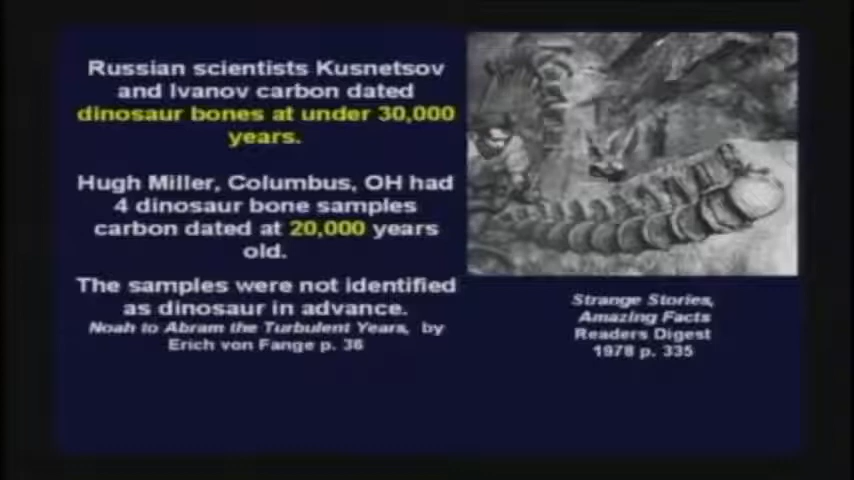 Russian scientists Kusnetsov
and Ivanov carbon dated
dinosaur bones at under 30,000
years.
Hugh Miller, Columbus, OH had
4 dinosaur bone samples
carbon dated at 20,000 years
old.
The samples were not identified
as dinosaur in advance.
Noah to Abram the Turbulent Years, by
Erich von Fange p. 36
Strange Stories,
Amazing Facts
Readers Digest
1978 p. 335